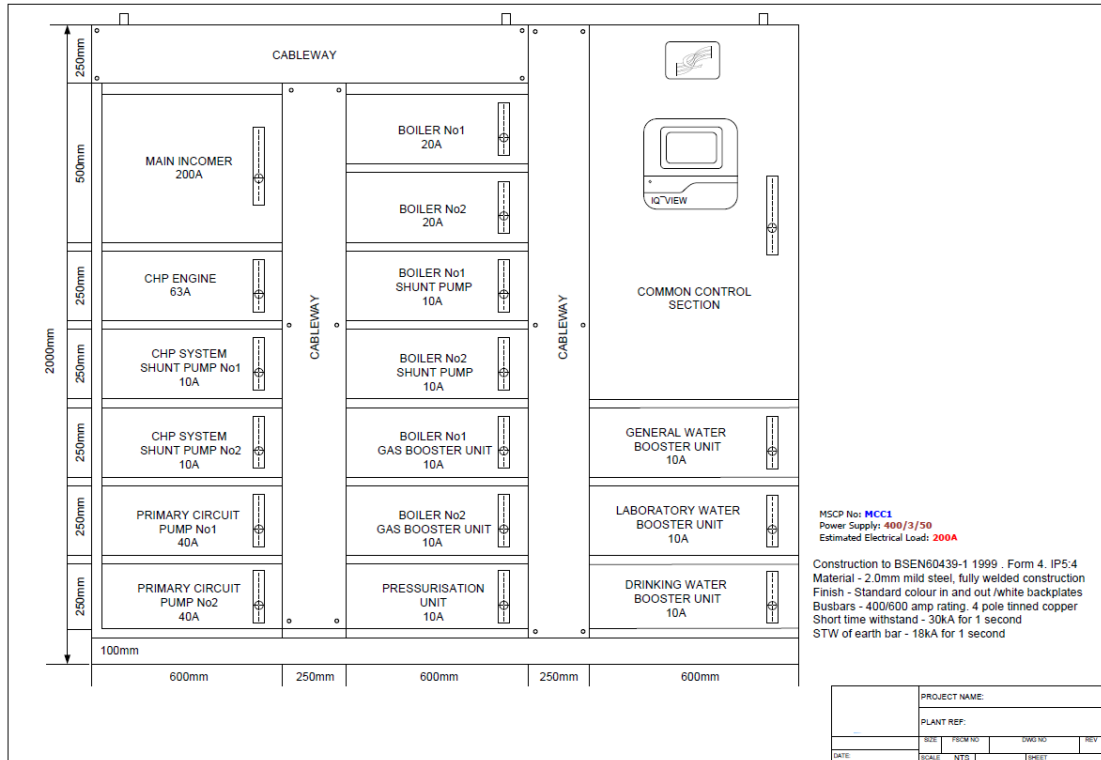 CABLEWAY
250mm
500mm
250mm
250mm
250mm
250mm
250mm
2000mm
100mm
MAIN INCOMER
200A
CHP ENGINE
63A
CHP SYSTEM
SHUNT PUMP No1
10A
CHP SYSTEM
SHUNT PUMP No2
10A
PRIMARY CIRCUIT
PUMP No1
40A
PRIMARY CIRCUIT
PUMP No2
40A
CABLEWAY
BOILER No1
20A
BOILER No2
20A
BOILER No1
SHUNT PUMP
10A
BOILER No2
SHUNT PUMP
10A
BOILER No1
GAS BOOSTER UNIT
10A
BOILER No2
GAS BOOSTER UNIT
10A
PRESSURISATION
UNIT
10A
CABLEWAY
IQ VIEW
COMMON CONTROL
SECTION
GENERAL WATER
BOOSTER UNIT
10A
LABORATORY WATER
BOOSTER UNIT
10A
DRINKING WATER
BOOSTER UNIT
10A
600mm
250mm
600mm
250mm
600mm
MSCP No: MCC1
Power Supply: 400/3/50
Estimated Electrical Load: 200A
Construction to BSEN60439-1 1999 . Form 4. IP5:4
Material - 2.0mm mild steel, fully welded construction
Finish - Standard colour in and out /white backplates
Busbars - 400/600 amp rating. 4 pole tinned copper
Short time withstand - 30kA for 1 second
STW of earth bar - 18kA for 1 second
PROJECT NAME:
PLANT REF:
SIZE FSCM NO DWG NO REV
DATE: SCALE NTS SHEET